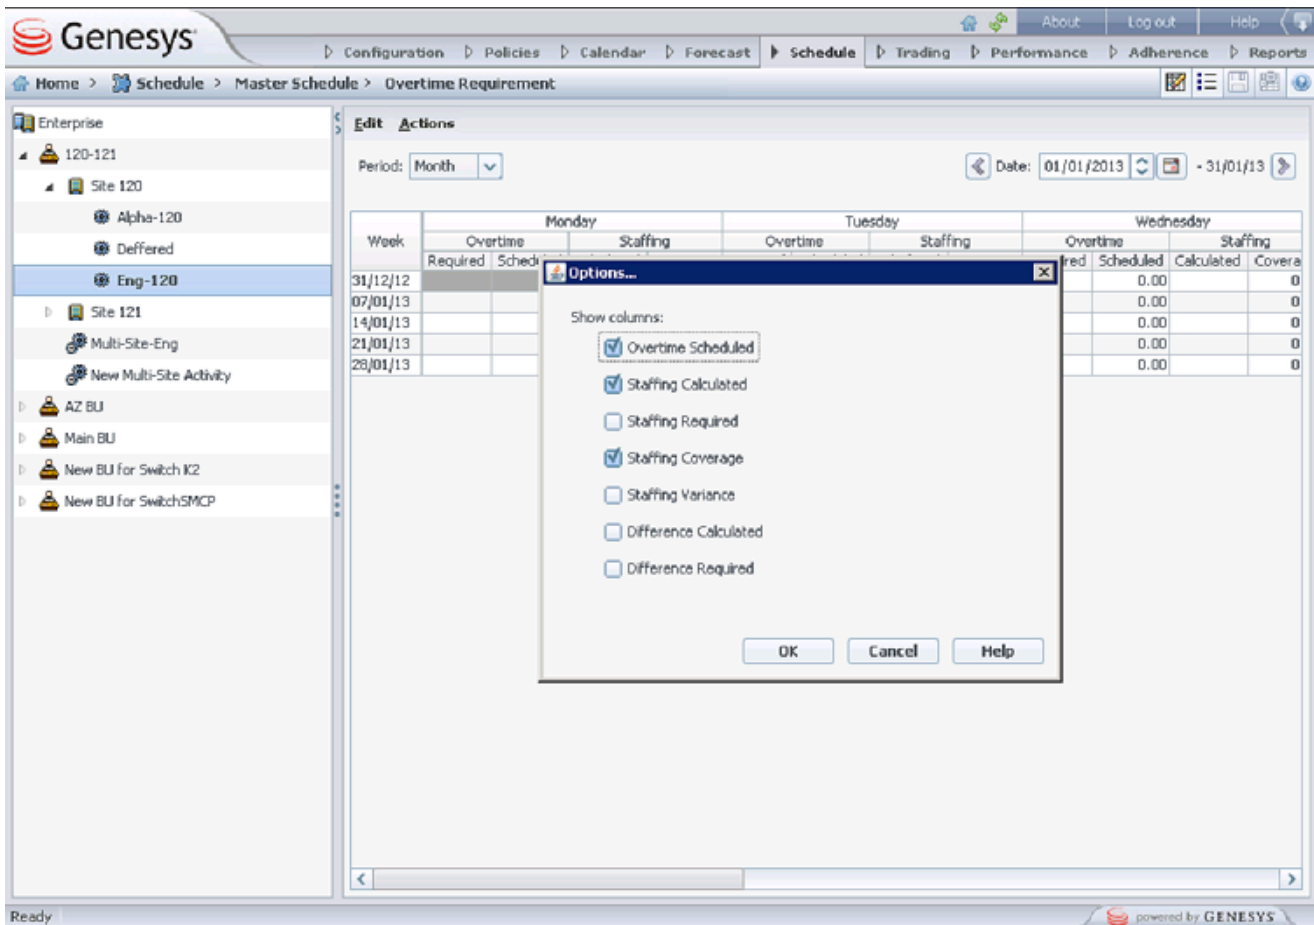 Genesys
About Log out Help
Configuration Policies Calendar Forecast Schedule Trading Performance Adherence Reports
Home > Schedule > Master Schedule > Overtime Requirement
Enterprise
120-121
Site 120
Alpha-120
Deffered
Eng-120
Site 121
Multi-Site-Eng
New Multi-Site Activity
AZ BU
Main BU
New BU for Switch K2
New BU for SwitchSMCP
Edit Actions
Period: Month
Date: 01/01/2013 - 31/01/13
Monday Tuesday Wednesday
Week Overtime Staffing Overtime Staffing Overtime Staffing
Required Sched red Scheduled Calculated Covera
31/12/12 0.00 0
07/01/13 0.00 0
14/01/13 0.00 0
21/01/13 0.00 0
28/01/13 0.00 0
Options...
Show columns:
Overtime Scheduled
Staffing Calculated
Staffing Required
Staffing Coverage
Staffing Variance
Difference Calculated
Difference Required
OK Cancel Help
Ready
powered by GENESYS